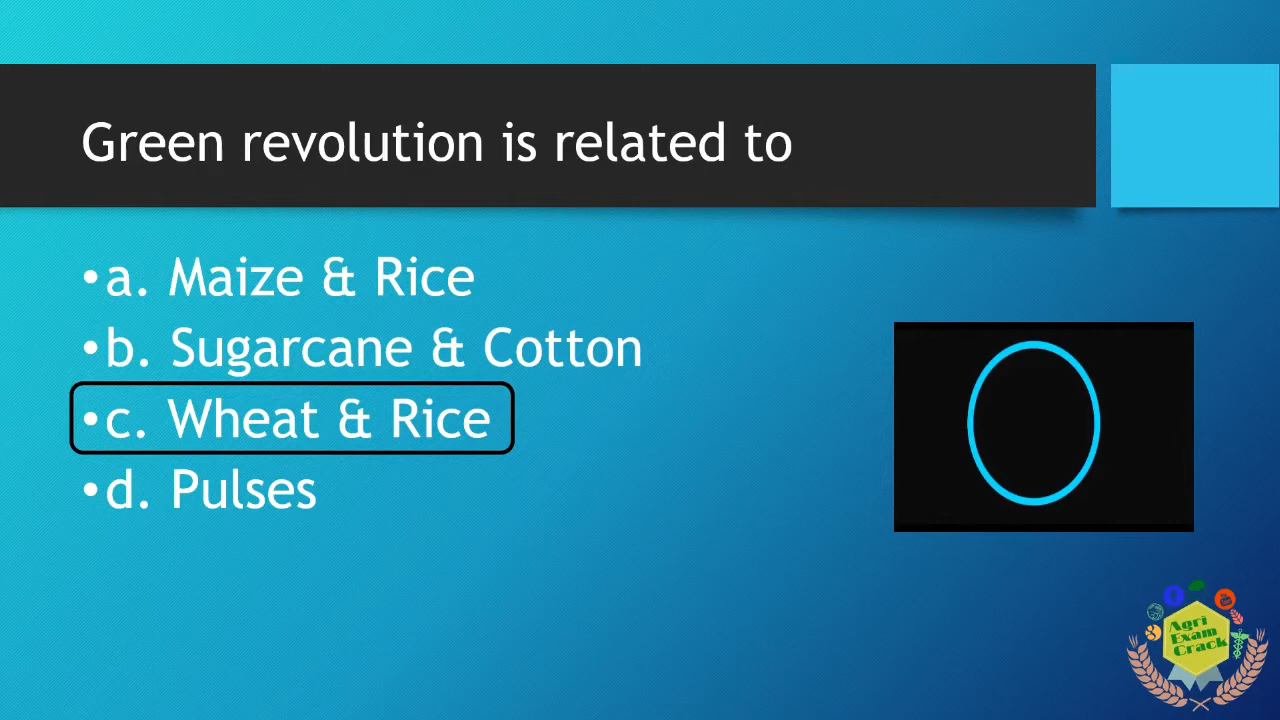 Green revolution is related to
•a. Maize & Rice
•b. Sugarcane & Cotton
•c. Wheat & Rice
•d. Pulses
Agri
Exam
Crack